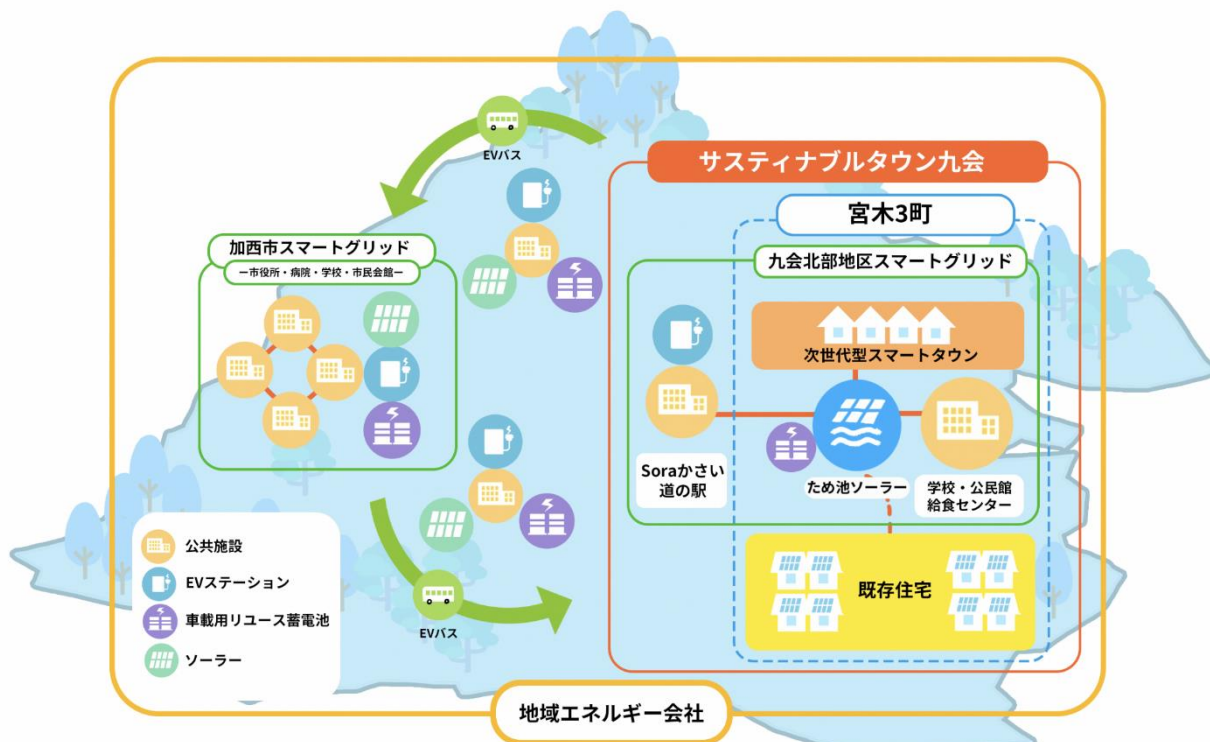 EVバス
サスティナブルタウン九会
宮木3町
加西市スマートグリッド
ー市役所・病院・学校・市民会館ー
九会北部地区スマートグリッド
次世代型スマートタウン
Soraかさい
道の駅
ため池ソーラー
学校・公民館
給食センター
既存住宅
公共施設
EVステーション
車載用リユース蓄電池
ソーラー
EVバス
地域エネルギー会社